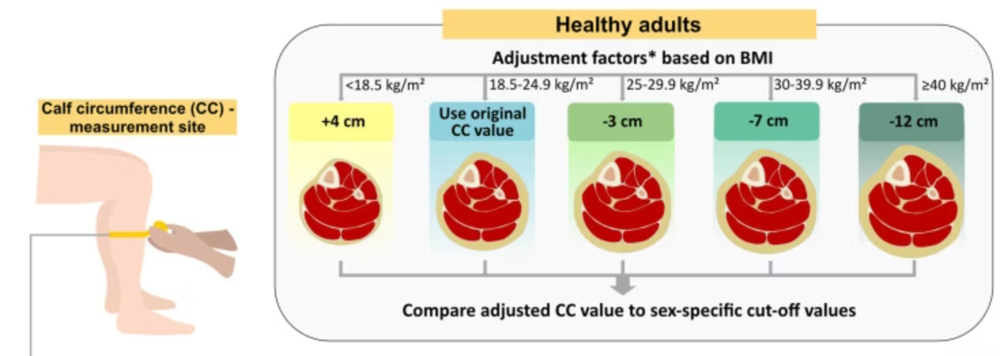 Healthy adults
Adjustment factors* based on BMI
<18.5 kg/m²
18.5-24.9 kg/m²
25-29.9 kg/m²
30-39.9 kg/m²
≥40 kg/m²
Calf circumference (CC) -
measurement site
+4 cm
Use original
CC value
-3 cm
-7 cm
-12 cm
Compare adjusted CC value to sex-specific cut-off values